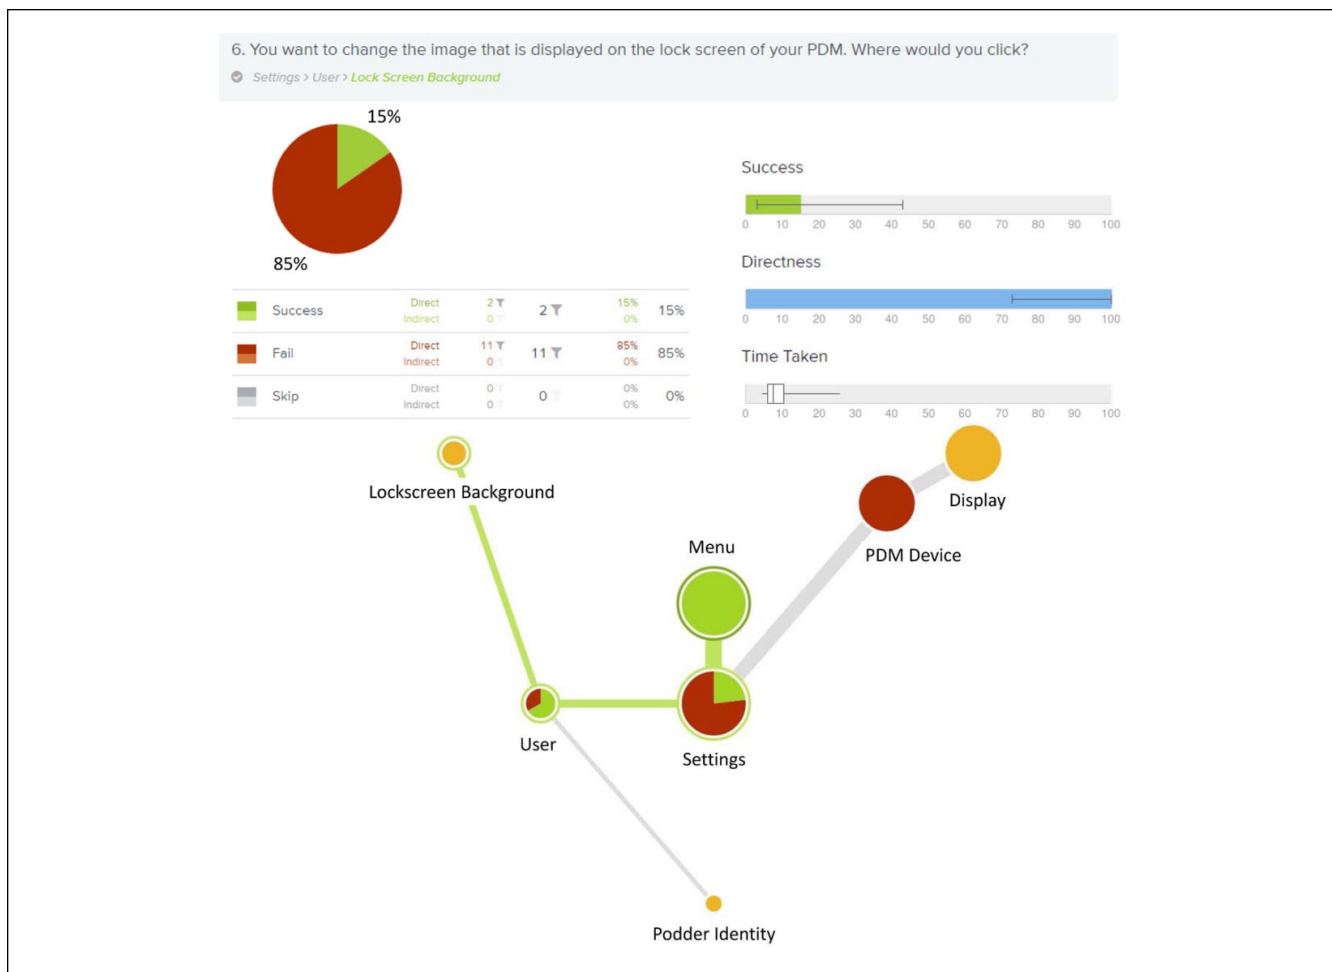 6. You want to change the image that is displayed on the lock screen of your PDM. Where would you click?
Settings > User > Lock Screen Background
15%
85%
Success
0 10 20 30 40 50 60 70 80 90 100
Directness
0 10 20 30 40 50 60 70 80 90 100
Time Taken
0 10 20 30 40 50 60 70 80 90 100
Success Direct 2 2 15% 15%
Indirect 0 0%
Fail Direct 11 11 85% 85%
Indirect 0 0%
Skip Direct 0 0 0% 0%
Indirect 0 0%
Lockscreen Background
Display
Menu
PDM Device
User
Settings
Podder Identity